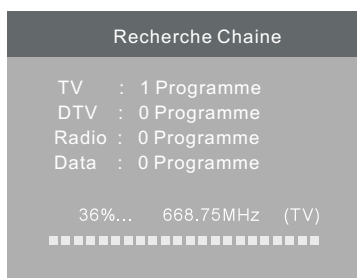 Recherche Chaine
TV : 1 Programme
DTV : 0 Programme
Radio : 0 Programme
Data : 0 Programme
36%... 668.75MHz (TV)